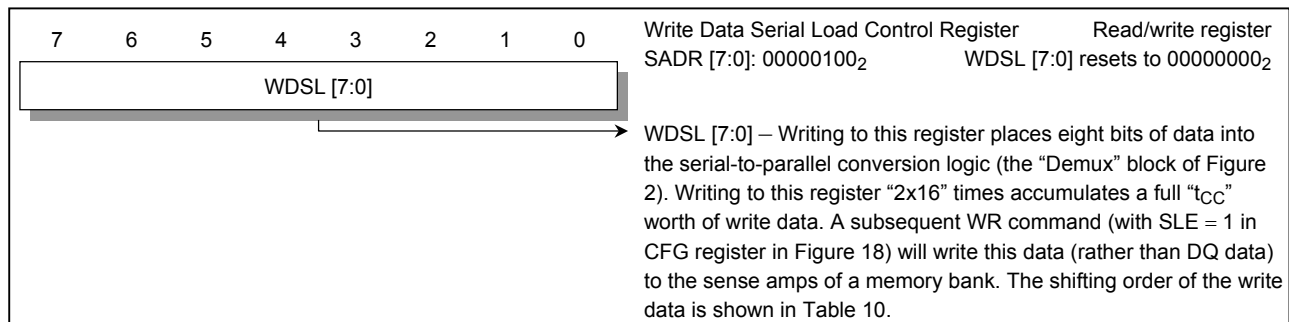 7 6 5 4 3 2 1 0
WDSL [7:0]
Write Data Serial Load Control Register Read/write register
SADR [7:0]: 00000100₂ WDSL [7:0] resets to 00000000₂
WDSL [7:0] – Writing to this register places eight bits of data into
the serial-to-parallel conversion logic (the “Demux” block of Figure
2). Writing to this register “2x16” times accumulates a full “tCC”
worth of write data. A subsequent WR command (with SLE = 1 in
CFG register in Figure 18) will write this data (rather than DQ data)
to the sense amps of a memory bank. The shifting order of the write
data is shown in Table 10.